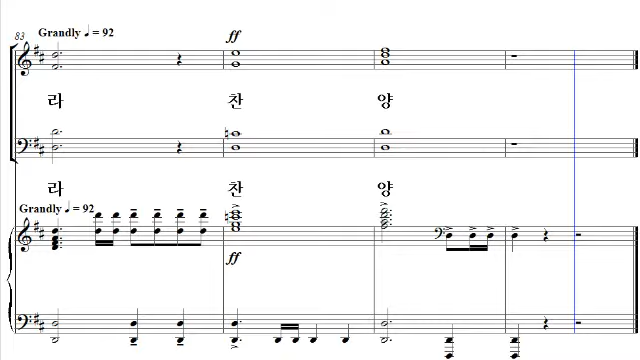 83 Grandly ♩ = 92
ff
라 찬 양
라 찬 양
Grandly ♩ = 92
ff